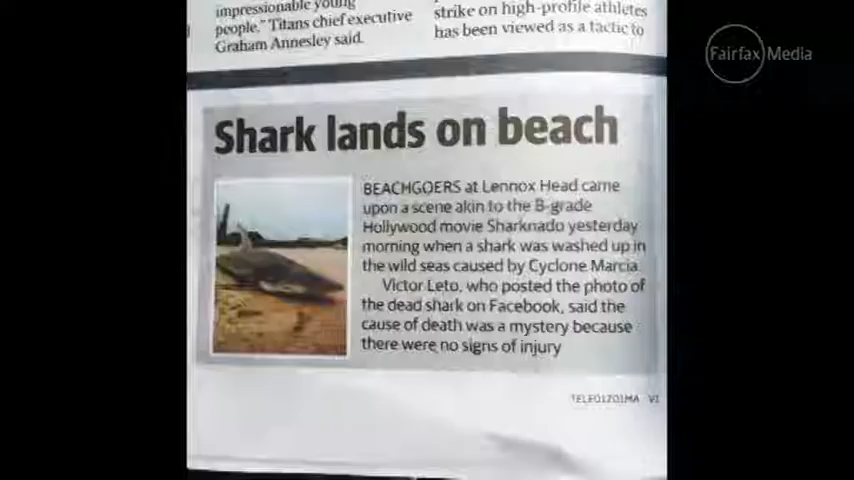 impressionable young
people," Titans chief executive
Graham Annesley said.
strike on high-profile athletes
has been viewed as a tactic to
Fairfax Media
Shark lands on beach
BEACHGOERS at Lennox Head came
upon a scene akin to the B-grade
Hollywood movie Sharknado yesterday
morning when a shark was washed up in
the wild seas caused by Cyclone Marcia.
Victor Leto, who posted the photo of
the dead shark on Facebook, said the
cause of death was a mystery because
there were no signs of injury
TELE01Z01MA V1